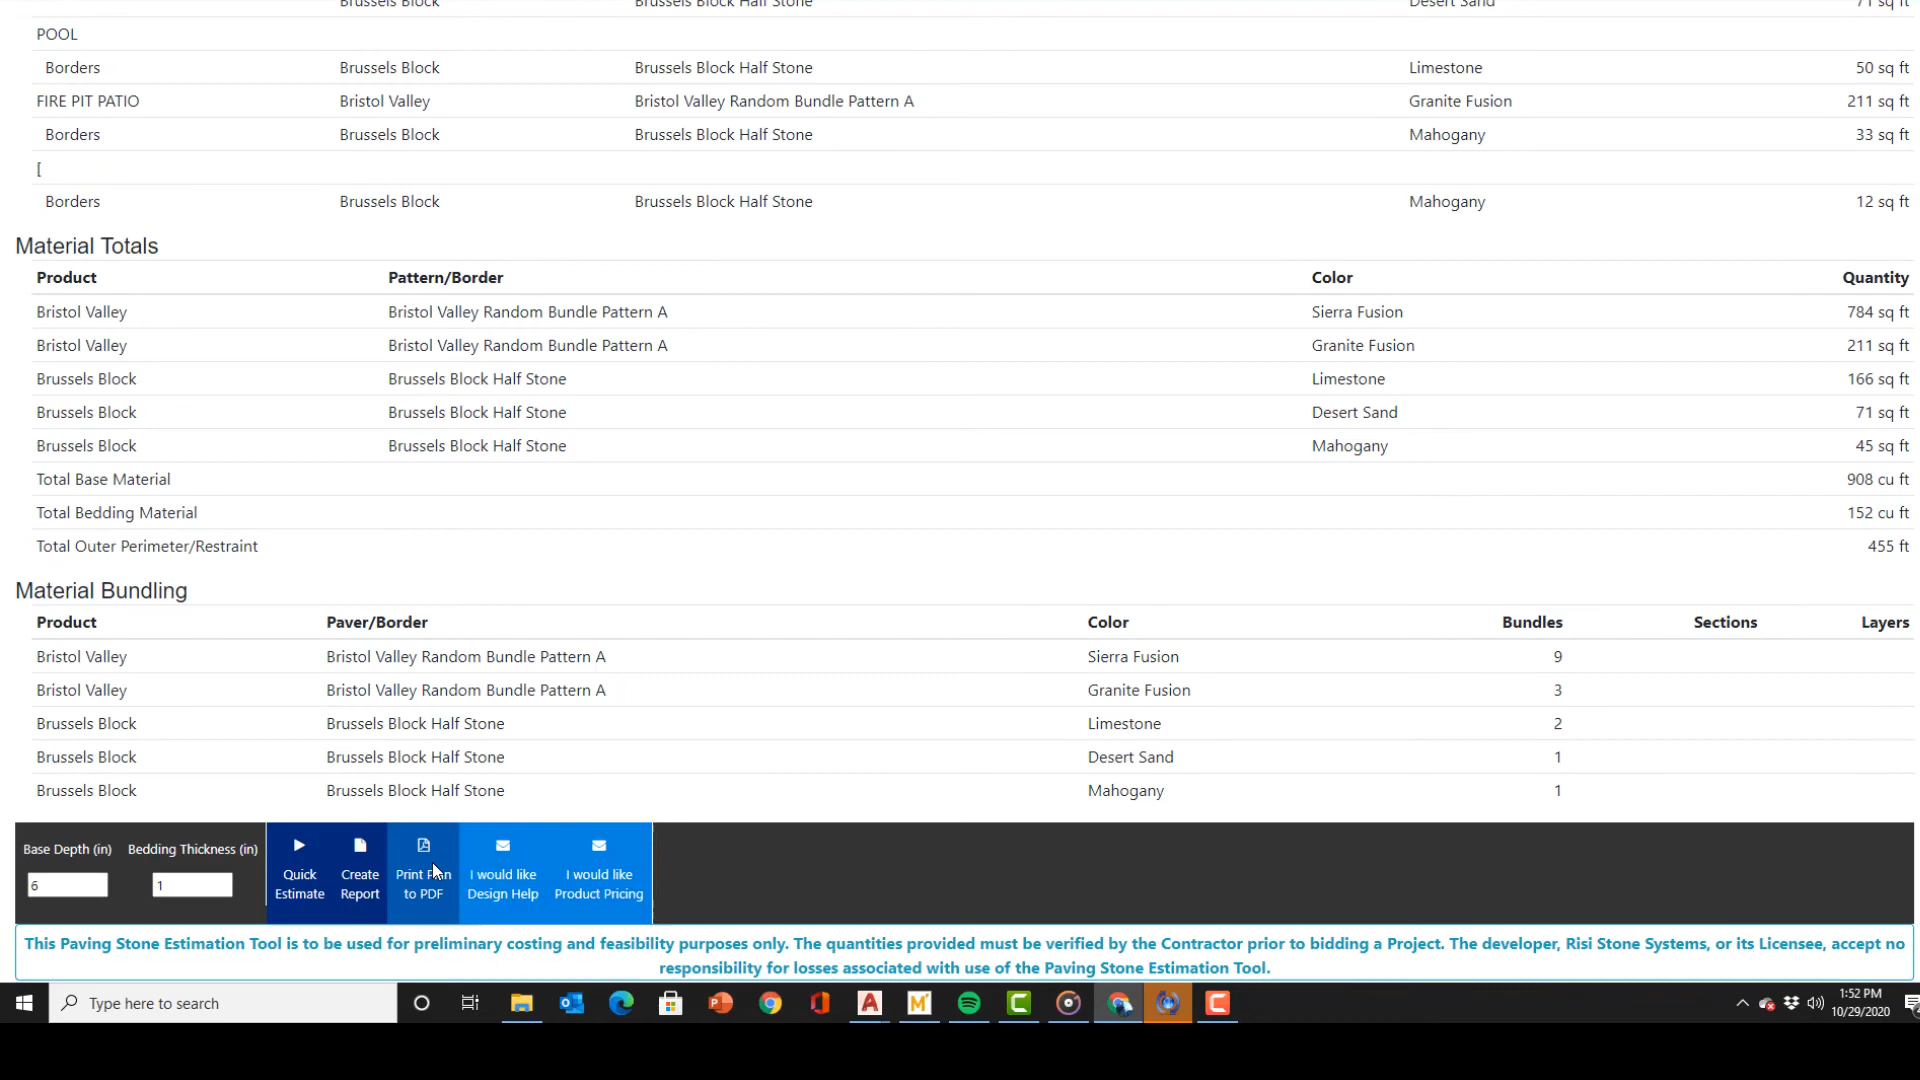 Brussels Block Brussels Block Half Stone Desert Sand 71 sq ft
POOL
Borders Brussels Block Brussels Block Half Stone Limestone 50 sq ft
FIRE PIT PATIO Bristol Valley Bristol Valley Random Bundle Pattern A Granite Fusion 211 sq ft
Borders Brussels Block Brussels Block Half Stone Mahogany 33 sq ft
[
Borders Brussels Block Brussels Block Half Stone Mahogany 12 sq ft
Material Totals
Product Pattern/Border Color Quantity
Bristol Valley Bristol Valley Random Bundle Pattern A Sierra Fusion 784 sq ft
Bristol Valley Bristol Valley Random Bundle Pattern A Granite Fusion 211 sq ft
Brussels Block Brussels Block Half Stone Limestone 166 sq ft
Brussels Block Brussels Block Half Stone Desert Sand 71 sq ft
Brussels Block Brussels Block Half Stone Mahogany 45 sq ft
Total Base Material 908 cu ft
Total Bedding Material 152 cu ft
Total Outer Perimeter/Restraint 455 ft
Material Bundling
Product Paver/Border Color Bundles Sections Layers
Bristol Valley Bristol Valley Random Bundle Pattern A Sierra Fusion 9
Bristol Valley Bristol Valley Random Bundle Pattern A Granite Fusion 3
Brussels Block Brussels Block Half Stone Limestone 2
Brussels Block Brussels Block Half Stone Desert Sand 1
Brussels Block Brussels Block Half Stone Mahogany 1
Base Depth (in) Bedding Thickness (in)
6 1
Quick Estimate
Create Report
Print Plan to PDF
I would like Design Help
I would like Product Pricing
This Paving Stone Estimation Tool is to be used for preliminary costing and feasibility purposes only. The quantities provided must be verified by the Contractor prior to bidding a Project. The developer, Risi Stone Systems, or its Licensee, accept no
responsibility for losses associated with use of the Paving Stone Estimation Tool.
Type here to search
1:52 PM
10/29/2020